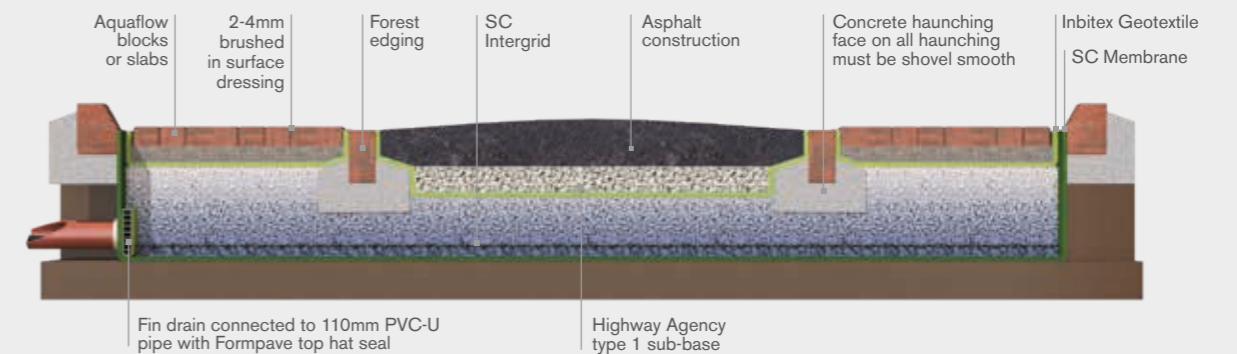 Aquaflow
blocks
or slabs
2-4mm
brushed
in surface
dressing
Forest
edging
SC
Intergrid
Asphalt
construction
Concrete haunching
face on all haunching
must be shovel smooth
Inbitex Geotextile
SC Membrane
Fin drain connected to 110mm PVC-U
pipe with Formpave top hat seal
Highway Agency
type 1 sub-base